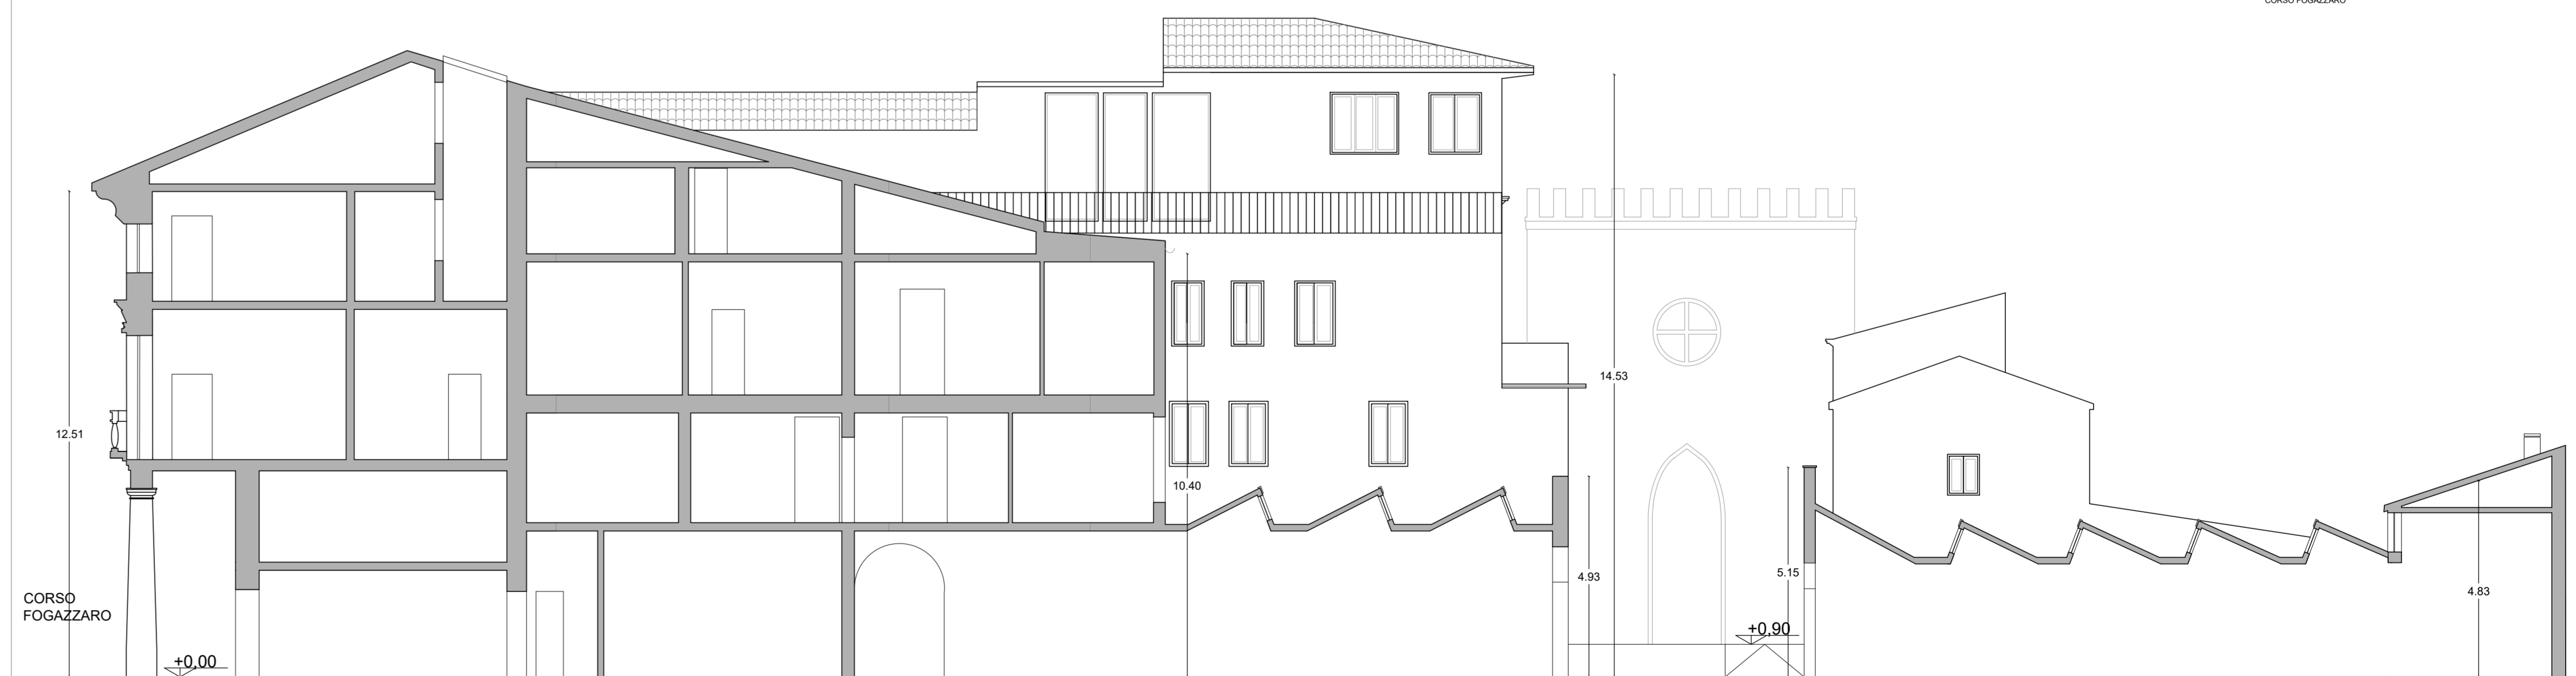 CORSO FOGAZZARO
14.53
12.51
10.40
4.93
5.15
4.83
CORSO
FOGAZZARO
+0,90
+0,00